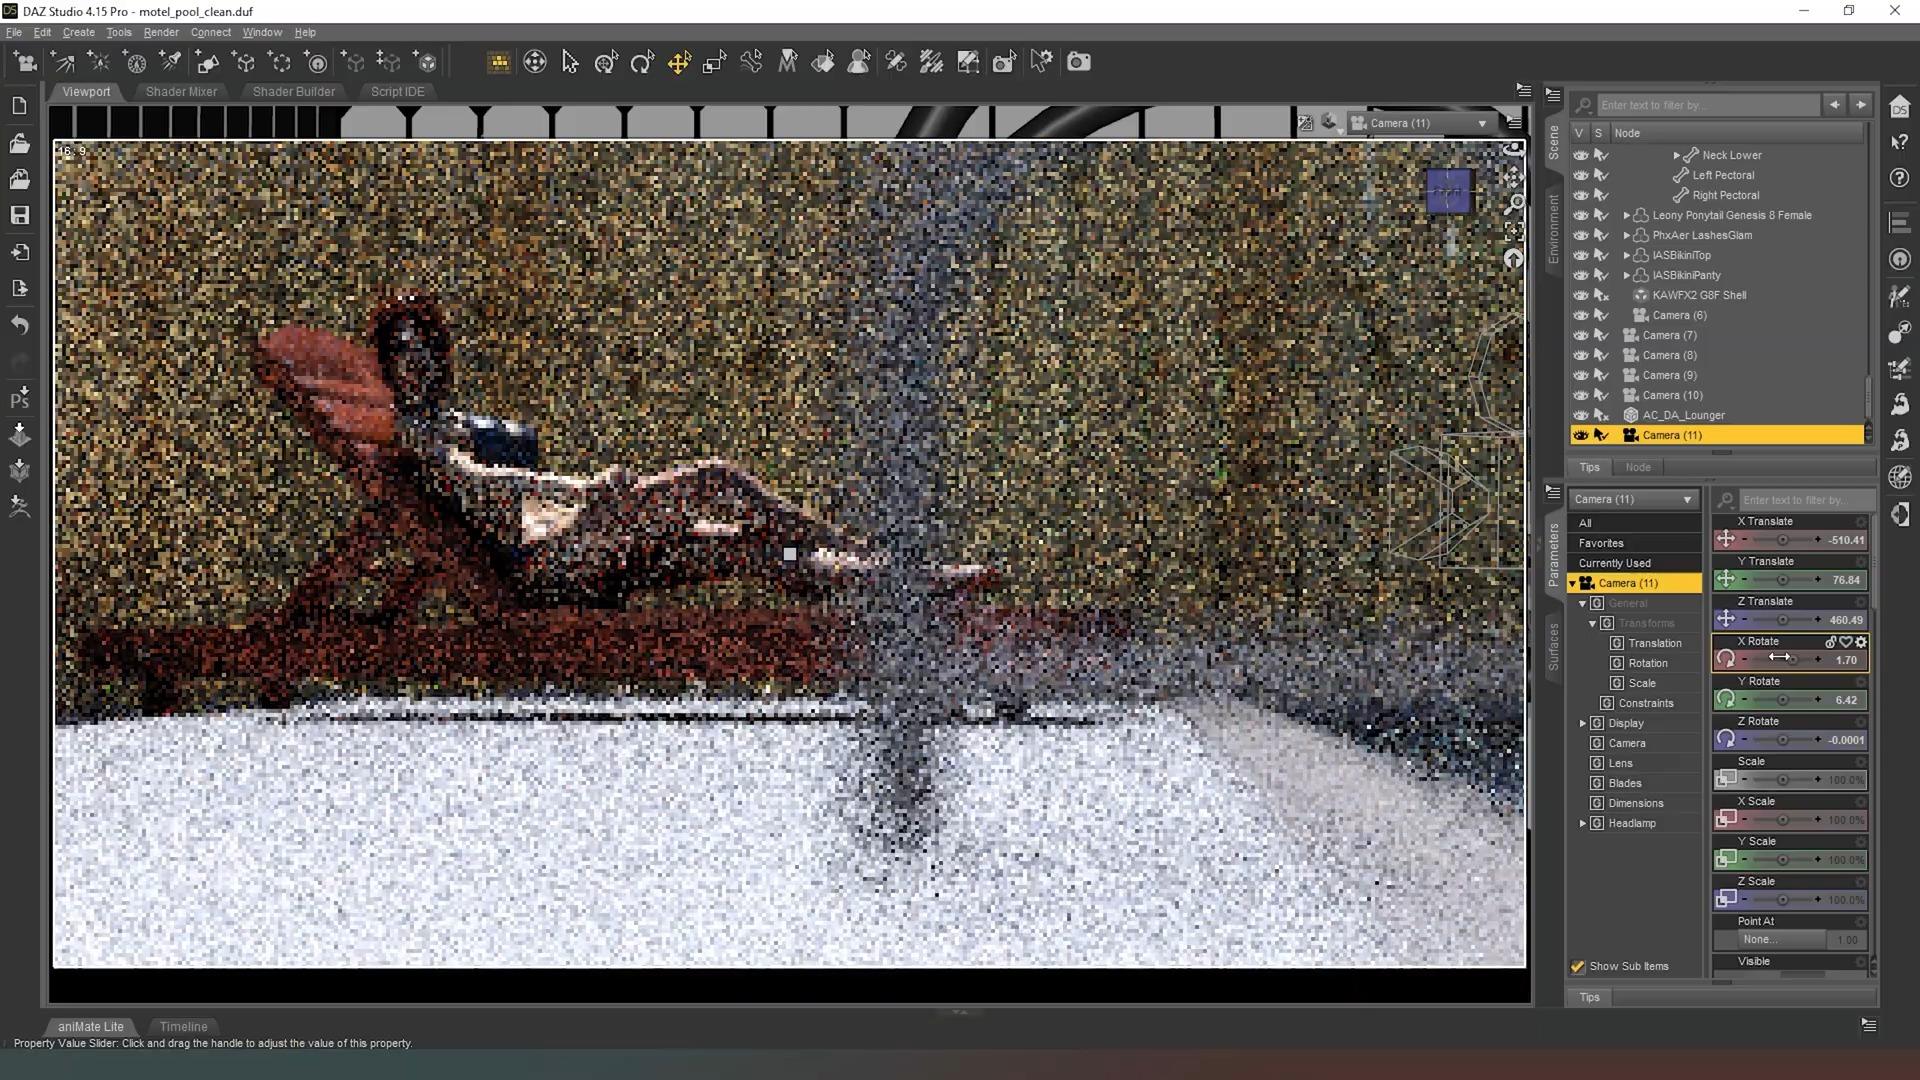 DAZ Studio 4.15 Pro - motel_pool_clean.duf
File Edit Create Tools Render Connect Window Help
Viewport Shader Mixer Shader Builder Script IDE
16 : 9
Camera (11)
Scene
Environment
Enter text to filter by...
V S Node
Neck Lower
Left Pectoral
Right Pectoral
Leony Ponytail Genesis 8 Female
PhxAer LashesGlam
IASBikiniTop
IASBikiniPanty
KAWFX2 G8F Shell
Camera (6)
Camera (7)
Camera (8)
Camera (9)
Camera (10)
AC_DA_Lounger
Camera (11)
Tips Node
Parameters
Surfaces
Camera (11)
Enter text to filter by...
All
Favorites
Currently Used
Camera (11)
General
Transforms
Translation
Rotation
Scale
Constraints
Display
Camera
Lens
Blades
Dimensions
Headlamp
X Translate
-510.41
Y Translate
76.84
Z Translate
460.49
X Rotate
1.70
Y Rotate
6.42
Z Rotate
-0.0001
Scale
100.0%
X Scale
100.0%
Y Scale
100.0%
Z Scale
100.0%
Point At
None... 1.00
Visible
Show Sub Items
Tips
aniMate Lite Timeline
Property Value Slider: Click and drag the handle to adjust the value of this property.